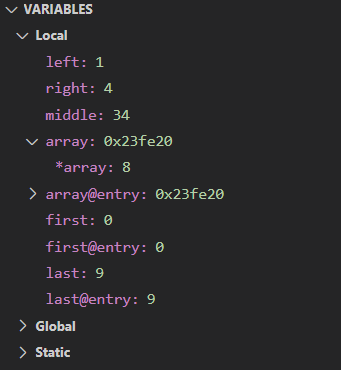 VARIABLES
Local
left: 1
right: 4
middle: 34
array: 0x23fe20
*array: 8
array@entry: 0x23fe20
first: 0
first@entry: 0
last: 9
last@entry: 9
Global
Static